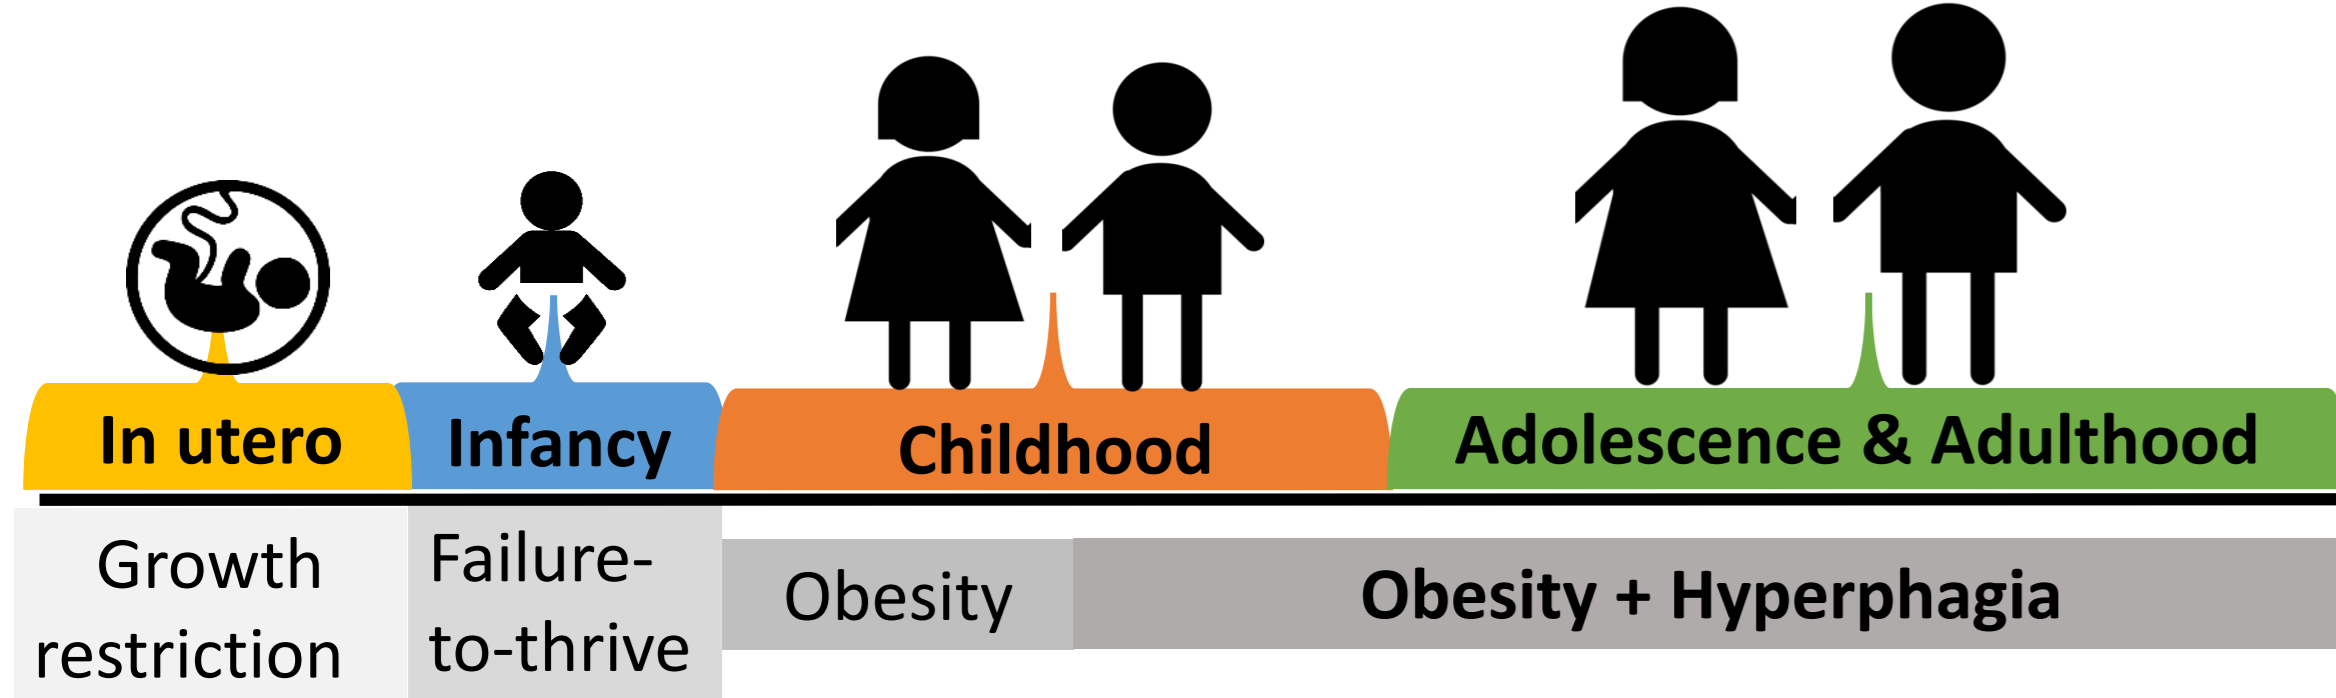 In utero
Infancy
Childhood
Adolescence & Adulthood
Growth
restriction
Failure-
to-thrive
Obesity
Obesity + Hyperphagia